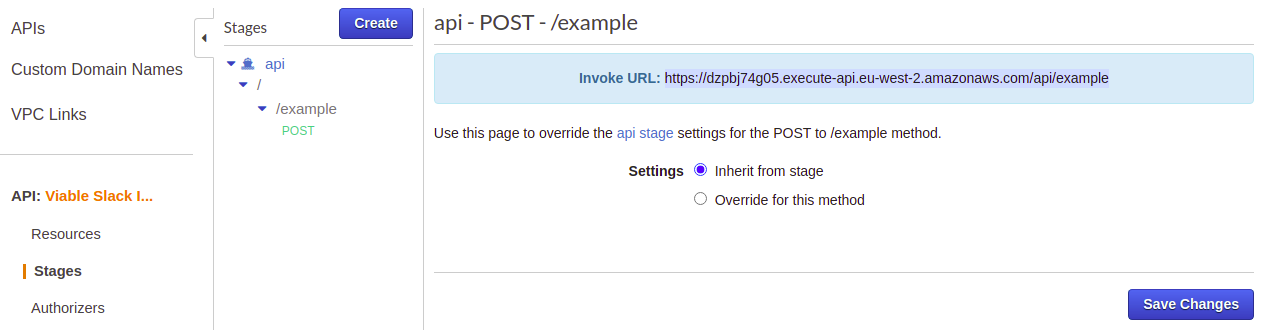 APIs
Custom Domain Names
VPC Links
API: Viable Slack I...
Resources
Stages
Authorizers
Stages
Create
api
/
/example
POST
api - POST - /example
Invoke URL: https://dzpbj74g05.execute-api.eu-west-2.amazonaws.com/api/example
Use this page to override the api stage settings for the POST to /example method.
Settings
Inherit from stage
Override for this method
Save Changes